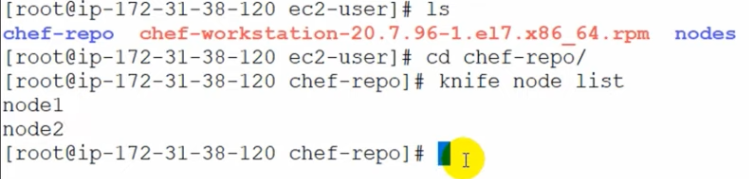 [root@ip-172-31-38-120 ec2-user]# ls
chef-repo  chef-workstation-20.7.96-1.el7.x86_64.rpm  nodes
[root@ip-172-31-38-120 ec2-user]# cd chef-repo/
[root@ip-172-31-38-120 chef-repo]# knife node list
node1
node2
[root@ip-172-31-38-120 chef-repo]#